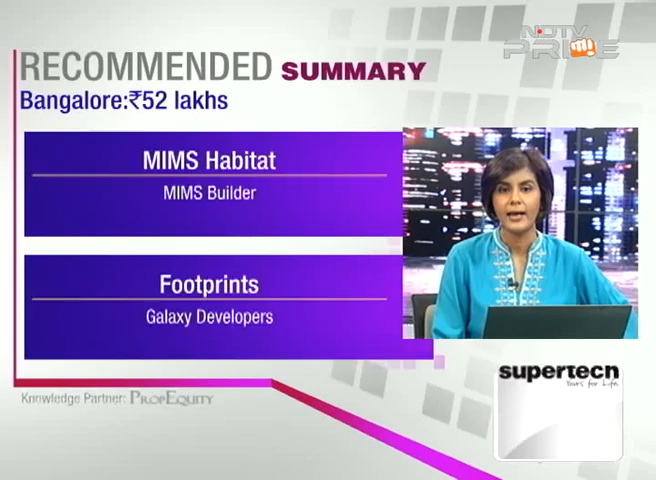 NDTV
PRIME
RECOMMENDED SUMMARY
Bangalore:₹52 lakhs
MIMS Habitat
MIMS Builder
Footprints
Galaxy Developers
supertech
Yours for Life
Knowledge Partner: PROPEQUITY